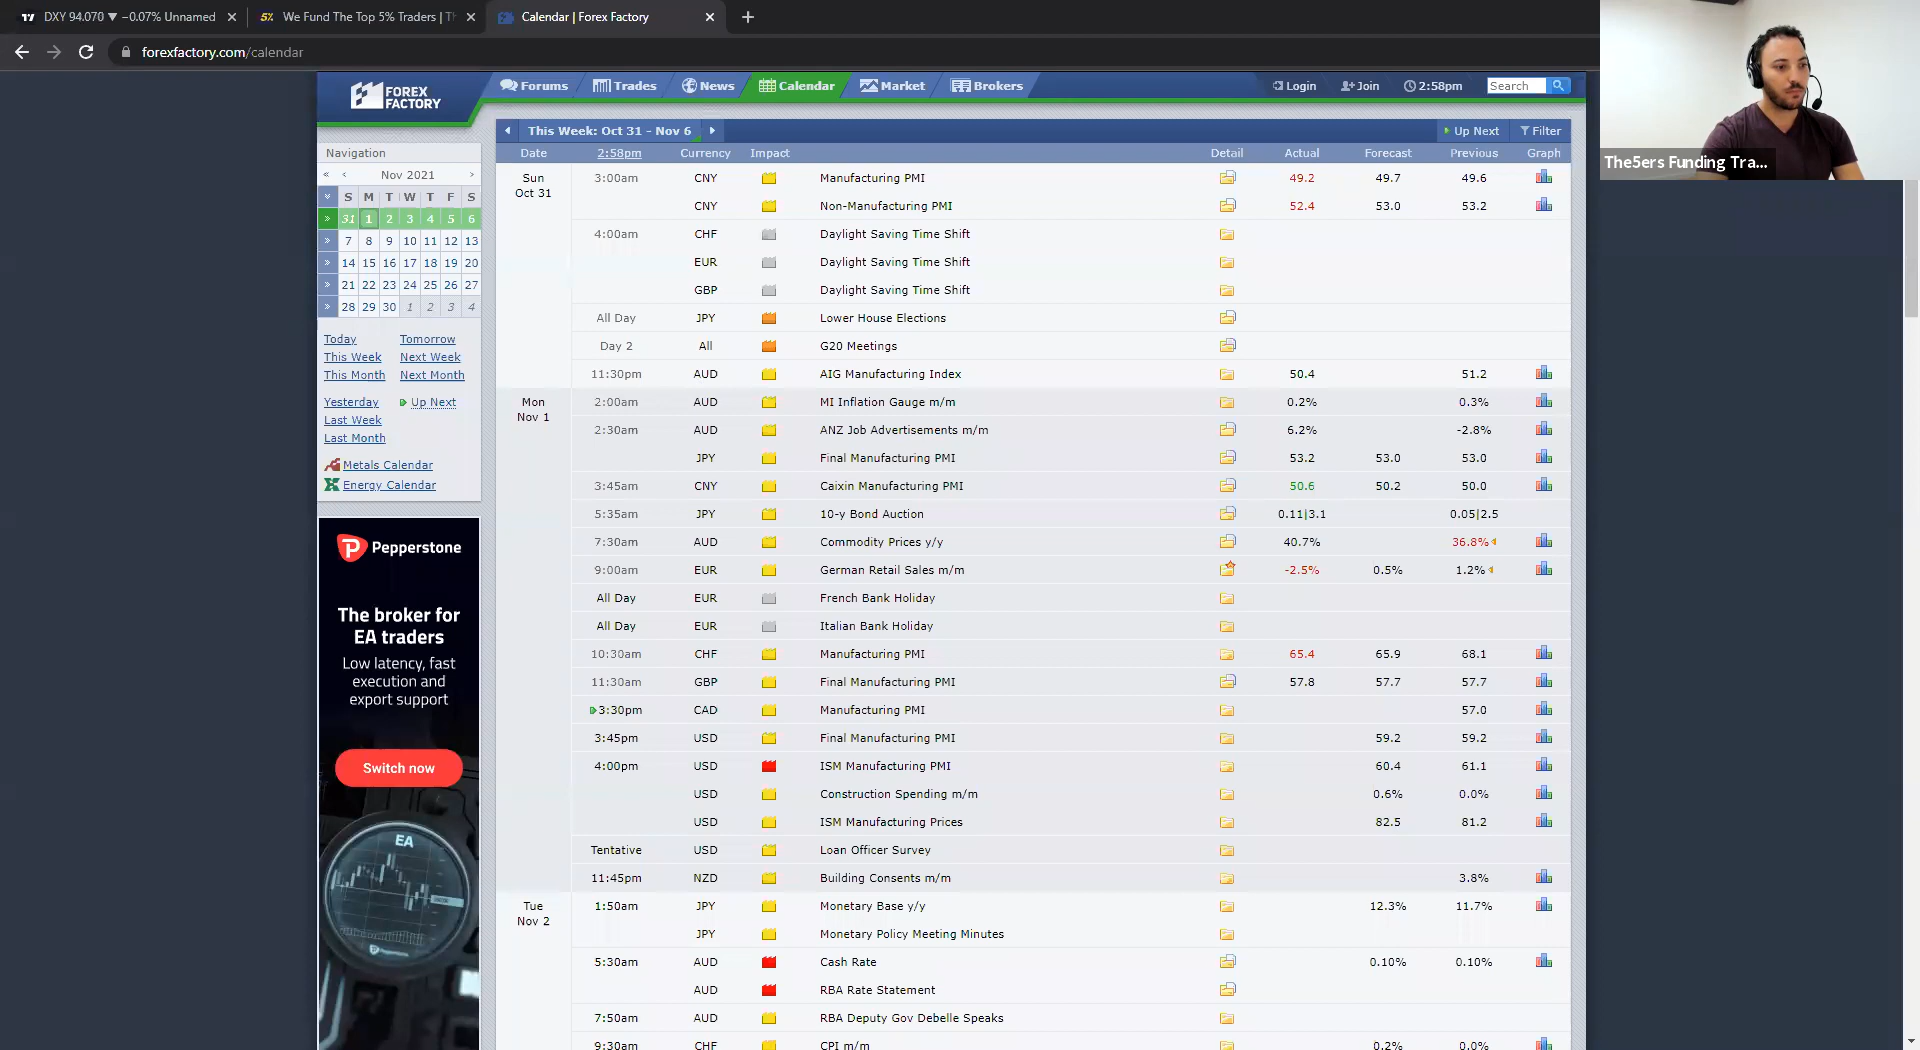 DXY 94.070 ▼ −0.07% Unnamed
5% We Fund The Top 5% Traders | Th
Calendar | Forex Factory
forexfactory.com/calendar
FOREX FACTORY
Forums Trades News Calendar Market Brokers
Login Join 2:58pm Search
This Week: Oct 31 - Nov 6 Up Next Filter
Date 2:58pm Currency Impact Detail Actual Forecast Previous Graph
Navigation
« ‹ Nov 2021 ›
S M T W T F S
» 31 1 2 3 4 5 6
» 7 8 9 10 11 12 13
» 14 15 16 17 18 19 20
» 21 22 23 24 25 26 27
» 28 29 30 1 2 3 4
Today Tomorrow
This Week Next Week
This Month Next Month
Yesterday Up Next
Last Week
Last Month
Metals Calendar
Energy Calendar
Pepperstone
The broker for
EA traders
Low latency, fast
execution and
export support
Switch now
EA
Sun Oct 31 3:00am CNY Manufacturing PMI 49.2 49.7 49.6
CNY Non-Manufacturing PMI 52.4 53.0 53.2
4:00am CHF Daylight Saving Time Shift
EUR Daylight Saving Time Shift
GBP Daylight Saving Time Shift
All Day JPY Lower House Elections
Day 2 All G20 Meetings
11:30pm AUD AIG Manufacturing Index 50.4 51.2
Mon Nov 1 2:00am AUD MI Inflation Gauge m/m 0.2% 0.3%
2:30am AUD ANZ Job Advertisements m/m 6.2% -2.8%
JPY Final Manufacturing PMI 53.2 53.0 53.0
3:45am CNY Caixin Manufacturing PMI 50.6 50.2 50.0
5:35am JPY 10-y Bond Auction 0.11|3.1 0.05|2.5
7:30am AUD Commodity Prices y/y 40.7% 36.8%
9:00am EUR German Retail Sales m/m -2.5% 0.5% 1.2%
All Day EUR French Bank Holiday
All Day EUR Italian Bank Holiday
10:30am CHF Manufacturing PMI 65.4 65.9 68.1
11:30am GBP Final Manufacturing PMI 57.8 57.7 57.7
3:30pm CAD Manufacturing PMI 57.0
3:45pm USD Final Manufacturing PMI 59.2 59.2
4:00pm USD ISM Manufacturing PMI 60.4 61.1
USD Construction Spending m/m 0.6% 0.0%
USD ISM Manufacturing Prices 82.5 81.2
Tentative USD Loan Officer Survey
11:45pm NZD Building Consents m/m 3.8%
Tue Nov 2 1:50am JPY Monetary Base y/y 12.3% 11.7%
JPY Monetary Policy Meeting Minutes
5:30am AUD Cash Rate 0.10% 0.10%
AUD RBA Rate Statement
7:50am AUD RBA Deputy Gov Debelle Speaks
9:30am CHF CPI m/m 0.2% 0.0%
The5ers Funding Tra...